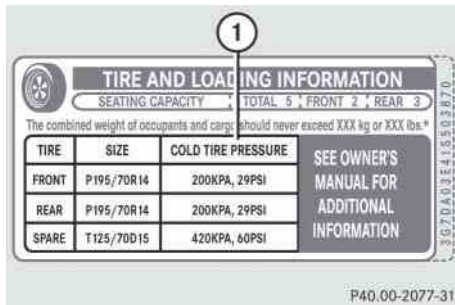 1
TIRE AND LOADING INFORMATION
SEATING CAPACITY TOTAL 5 FRONT 2 REAR 3
The combined weight of occupants and cargo should never exceed XXX kg or XXX lbs.*
TIRE SIZE COLD TIRE PRESSURE
FRONT P195/70R14 200KPA, 29PSI
REAR P195/70R14 200KPA, 29PSI
SPARE T125/70D15 420KPA, 60PSI
SEE OWNER'S
MANUAL FOR
ADDITIONAL
INFORMATION
3G7DA03E41S503870
P40.00-2077-31